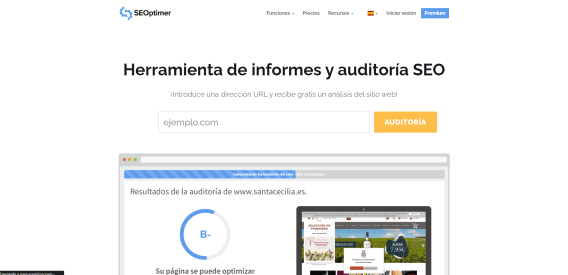 SEOptimer
Funciones
Precios
Recursos
Iniciar sesión
Premium
Herramienta de informes y auditoría SEO
¡Introduce una dirección URL y recibe gratis un análisis del sitio web!
ejemplo.com
AUDITORÍA
Resultados de la auditoría de www.santacecilia.es.
B-
Su página se puede optimizar